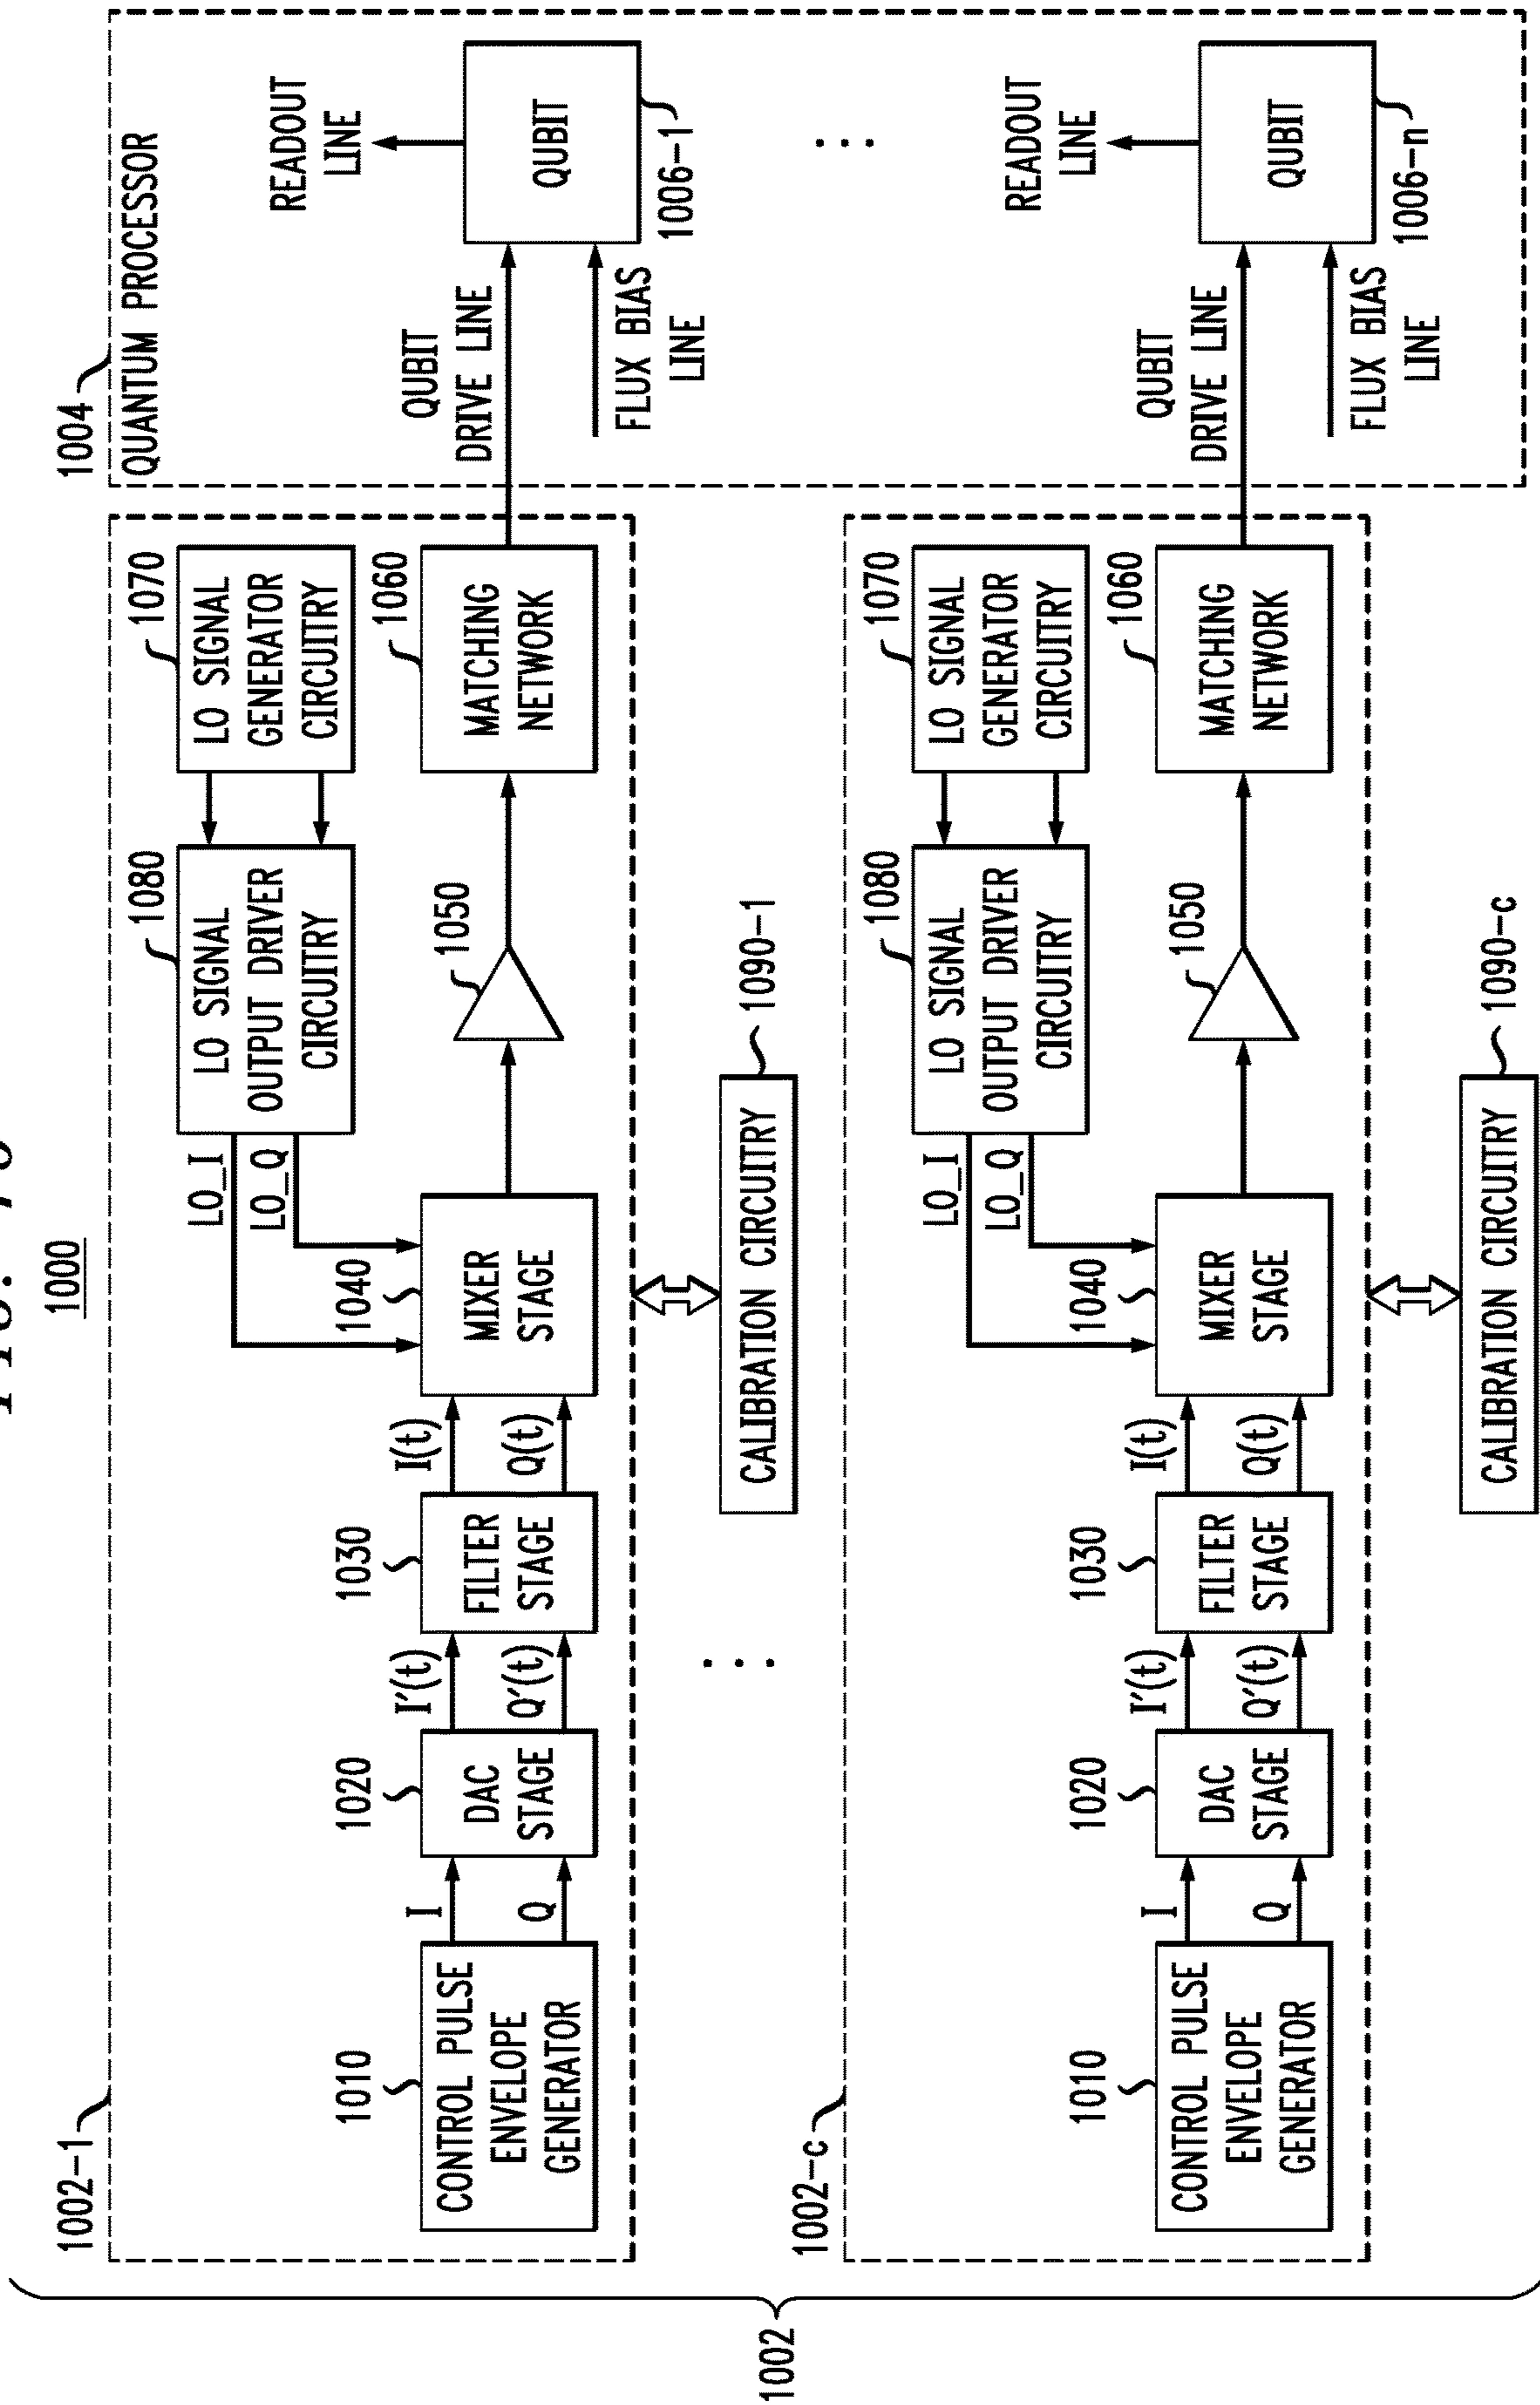 1000
1002
1002-1
1010
CONTROL PULSE
ENVELOPE
GENERATOR
I
Q
1020
DAC
STAGE
I'(t)
Q'(t)
1030
FILTER
STAGE
I(t)
Q(t)
1040
MIXER
STAGE
LO_I
LO_Q
1080
LO SIGNAL
OUTPUT DRIVER
CIRCUITRY
1070
LO SIGNAL
GENERATOR
CIRCUITRY
1050
1060
MATCHING
NETWORK
CALIBRATION CIRCUITRY
1090-1
1004
QUANTUM PROCESSOR
READOUT
LINE
QUBIT
DRIVE LINE
FLUX BIAS
LINE
QUBIT
1006-1
1002-c
1010
CONTROL PULSE
ENVELOPE
GENERATOR
I
Q
1020
DAC
STAGE
I'(t)
Q'(t)
1030
FILTER
STAGE
I(t)
Q(t)
1040
MIXER
STAGE
LO_I
LO_Q
1080
LO SIGNAL
OUTPUT DRIVER
CIRCUITRY
1070
LO SIGNAL
GENERATOR
CIRCUITRY
1050
1060
MATCHING
NETWORK
CALIBRATION CIRCUITRY
1090-c
READOUT
LINE
QUBIT
DRIVE LINE
FLUX BIAS
LINE
QUBIT
1006-n